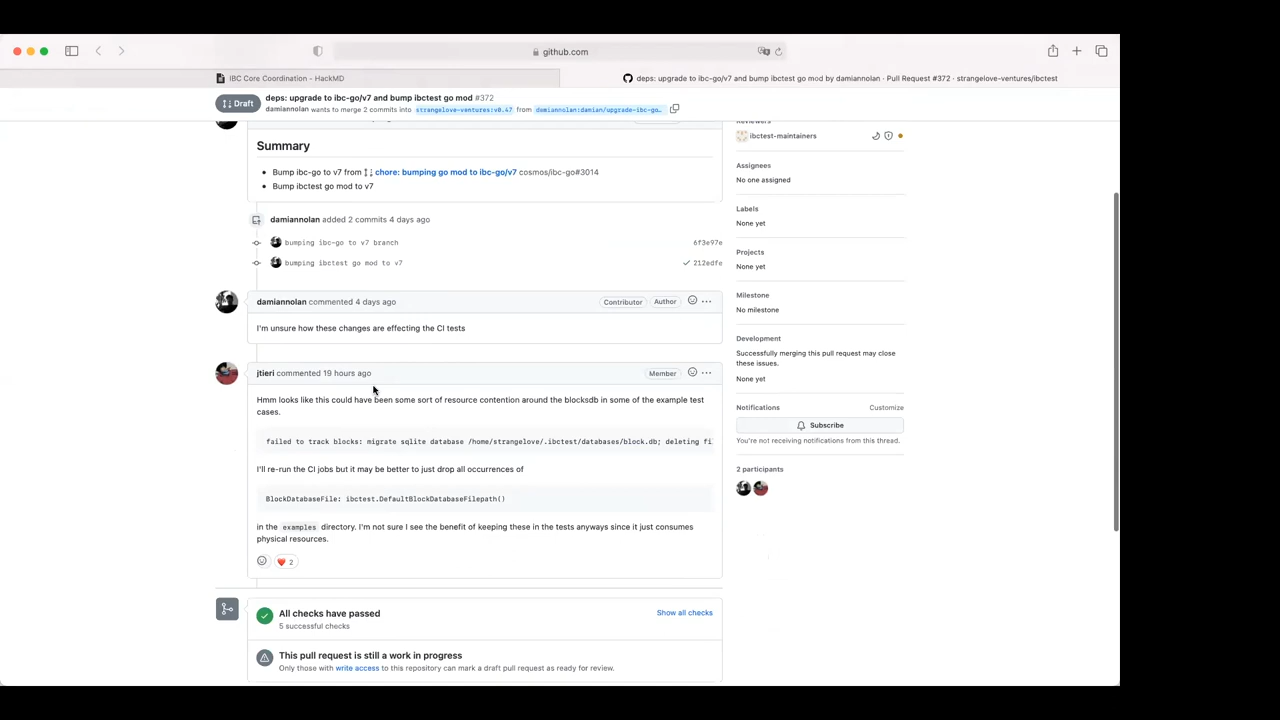 github.com
IBC Core Coordination - HackMD
deps: upgrade to ibc-go/v7 and bump ibctest go mod by damiannolan · Pull Request #372 · strangelove-ventures/ibctest
Draft
deps: upgrade to ibc-go/v7 and bump ibctest go mod #372
damiannolan wants to merge 2 commits into strangelove-ventures:v0.47 from damiannolan:damian/upgrade-ibc-go…
Summary
Bump ibc-go to v7 from chore: bumping go mod to ibc-go/v7 cosmos/ibc-go#3014
Bump ibctest go mod to v7
damiannolan added 2 commits 4 days ago
bumping ibc-go to v7 branch 6f3e97e
bumping ibctest go mod to v7 212edfe
damiannolan commented 4 days ago Contributor Author
I'm unsure how these changes are effecting the CI tests
jtieri commented 19 hours ago Member
Hmm looks like this could have been some sort of resource contention around the blocksdb in some of the example test
cases.
failed to track blocks: migrate sqlite database /home/strangelove/.ibctest/databases/block.db; deleting fi
I'll re-run the CI jobs but it may be better to just drop all occurrences of
BlockDatabaseFile: ibctest.DefaultBlockDatabaseFilepath()
in the examples directory. I'm not sure I see the benefit of keeping these in the tests anyways since it just consumes
physical resources.
2
All checks have passed
5 successful checks
Show all checks
This pull request is still a work in progress
Only those with write access to this repository can mark a draft pull request as ready for review.
Reviewers
ibctest-maintainers
Assignees
No one assigned
Labels
None yet
Projects
None yet
Milestone
No milestone
Development
Successfully merging this pull request may close
these issues.
None yet
Notifications Customize
Subscribe
You're not receiving notifications from this thread.
2 participants